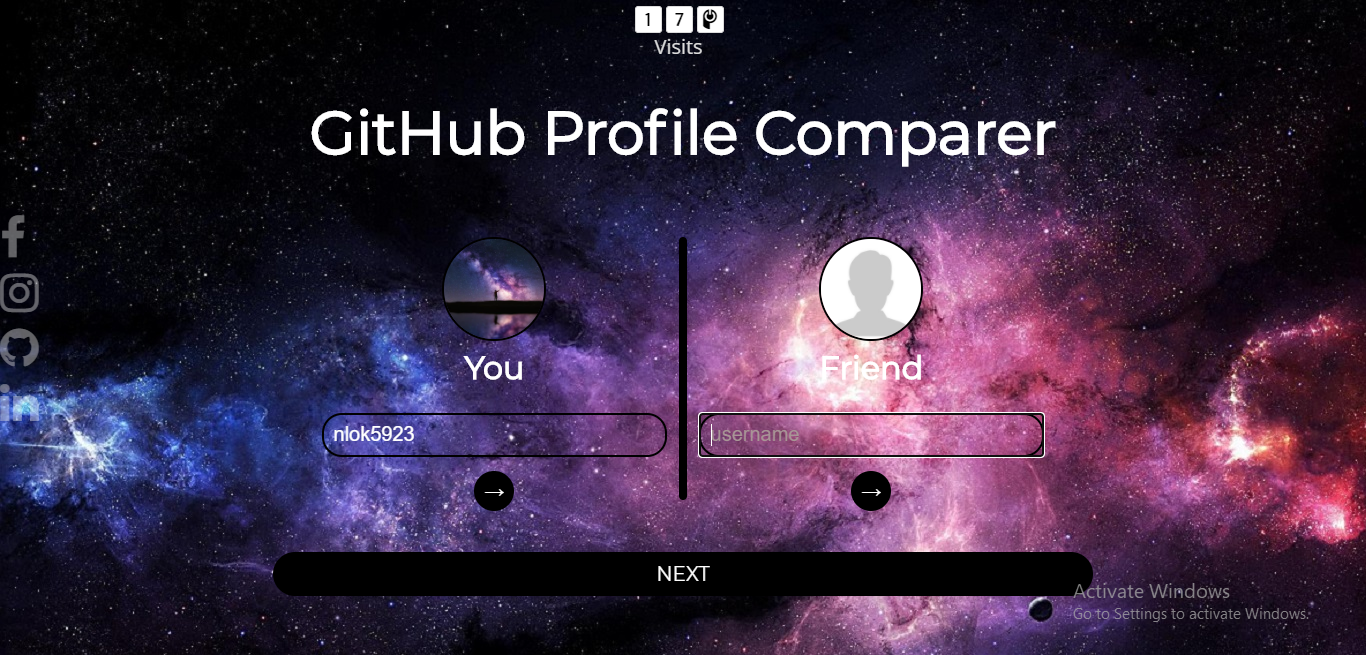 1 7
Visits
GitHub Profile Comparer
You
Friend
nlok5923
username
→
→
NEXT
Activate Windows
Go to Settings to activate Windows.